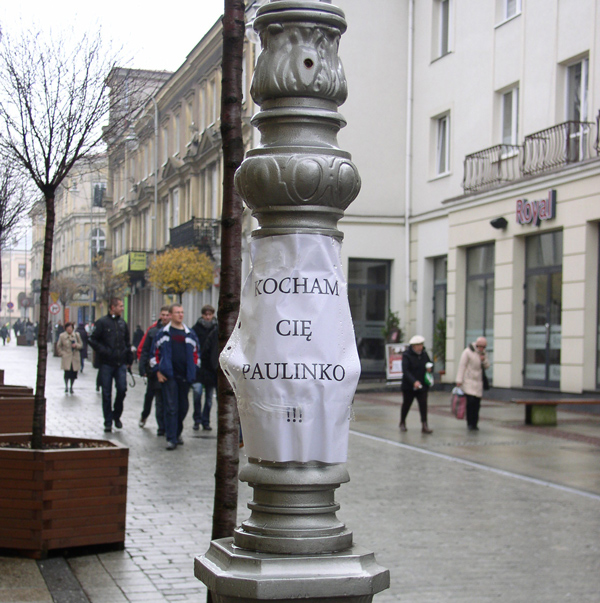 Royal
KOCHAM
CIĘ
PAULINKO
!!!